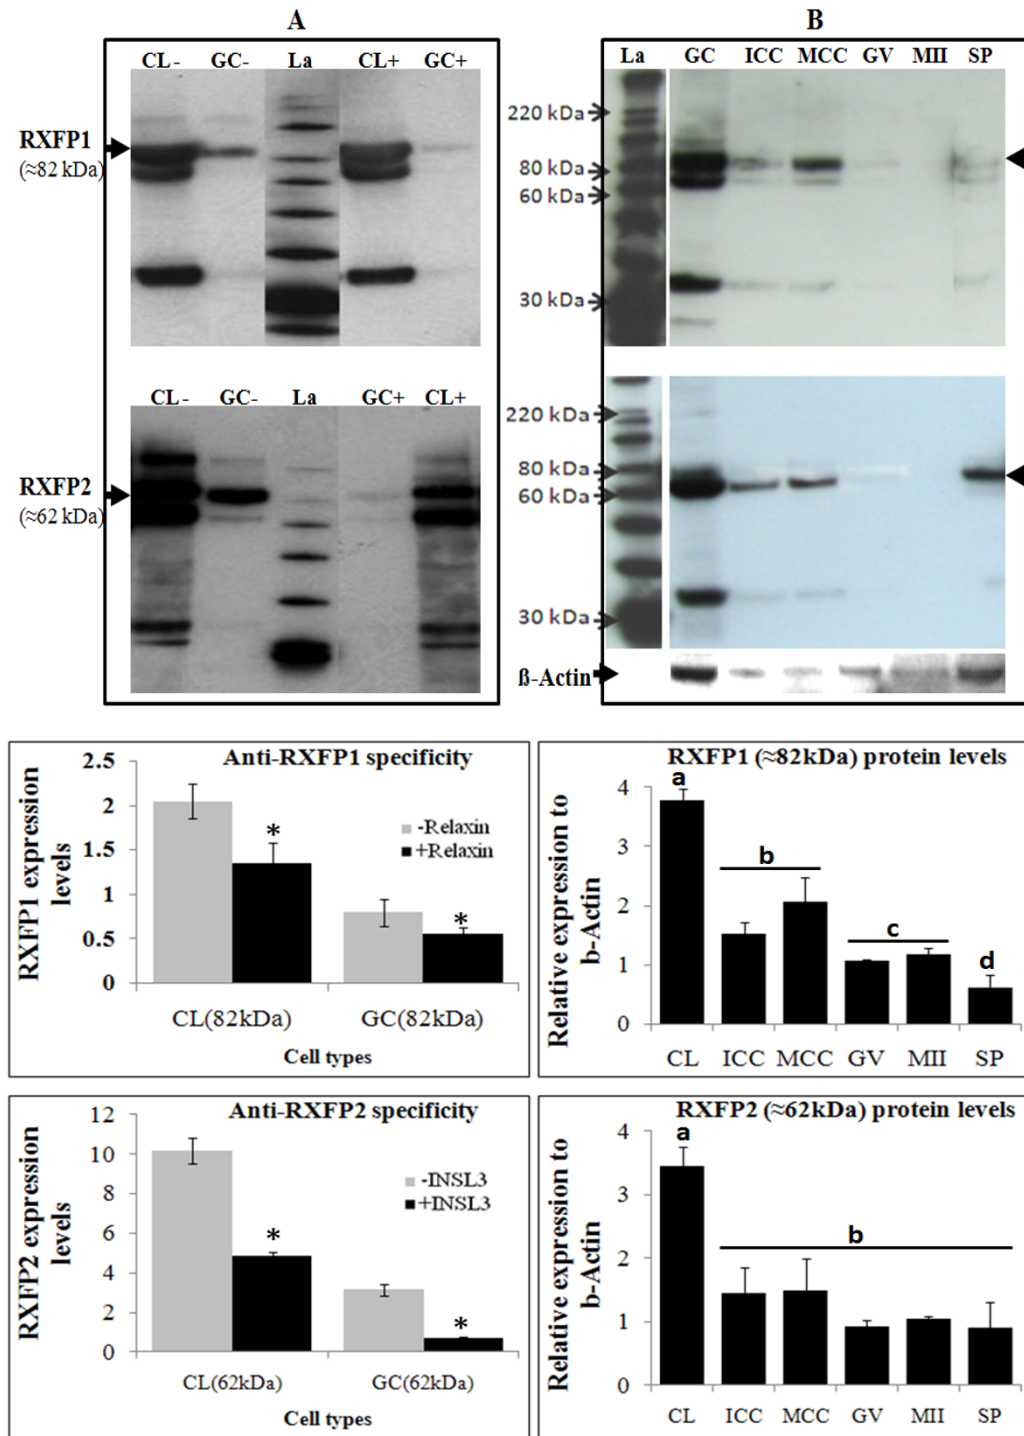 A
B
CL - GC- La CL+ GC+
La GC ICC MCC GV MII SP
RXFP1
(≈82 kDa)
220 kDa
80 kDa
60 kDa
30 kDa
CL - GC- La GC+ CL+
RXFP2
(≈62 kDa)
220 kDa
80 kDa
60 kDa
30 kDa
ß-Actin
Anti-RXFP1 specificity
RXFP1 expression
levels
2.5
2
1.5
1
0.5
0
-Relaxin
+Relaxin
*
*
CL(82kDa) GC(82kDa)
Cell types
RXFP1 (≈82kDa) protein levels
Relative expression to
b-Actin
4
3
2
1
0
a
b
c
d
CL ICC MCC GV MII SP
Anti-RXFP2 specificity
RXFP2 expression
levels
12
10
8
6
4
2
0
-INSL3
+INSL3
*
*
CL(62kDa) GC(62kDa)
Cell types
RXFP2 (≈62kDa) protein levels
Relative expression to
b-Actin
4
3
2
1
0
a
b
CL ICC MCC GV MII SP